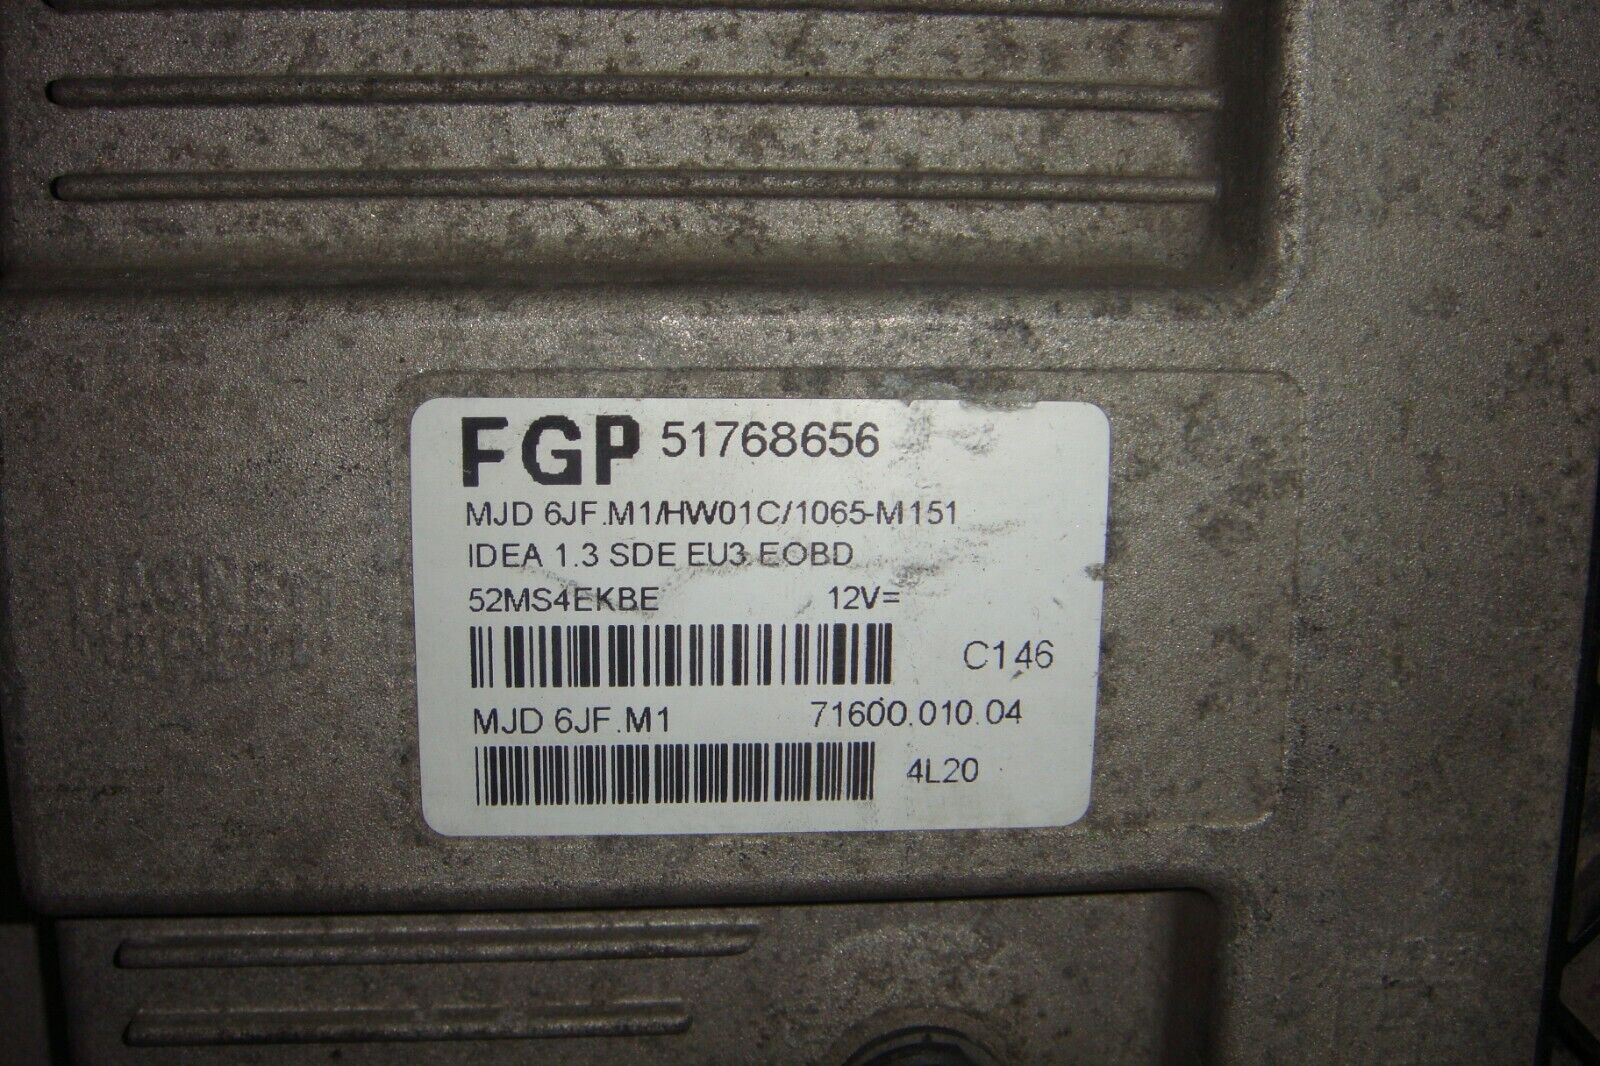 FGP 51768656
MJD 6JF.M1/HW01C/1065-M151
IDEA 1.3 SDE EU3 EOBD
52MS4EKBE 12V=
C146
MJD 6JF.M1 71600.010.04
4L20